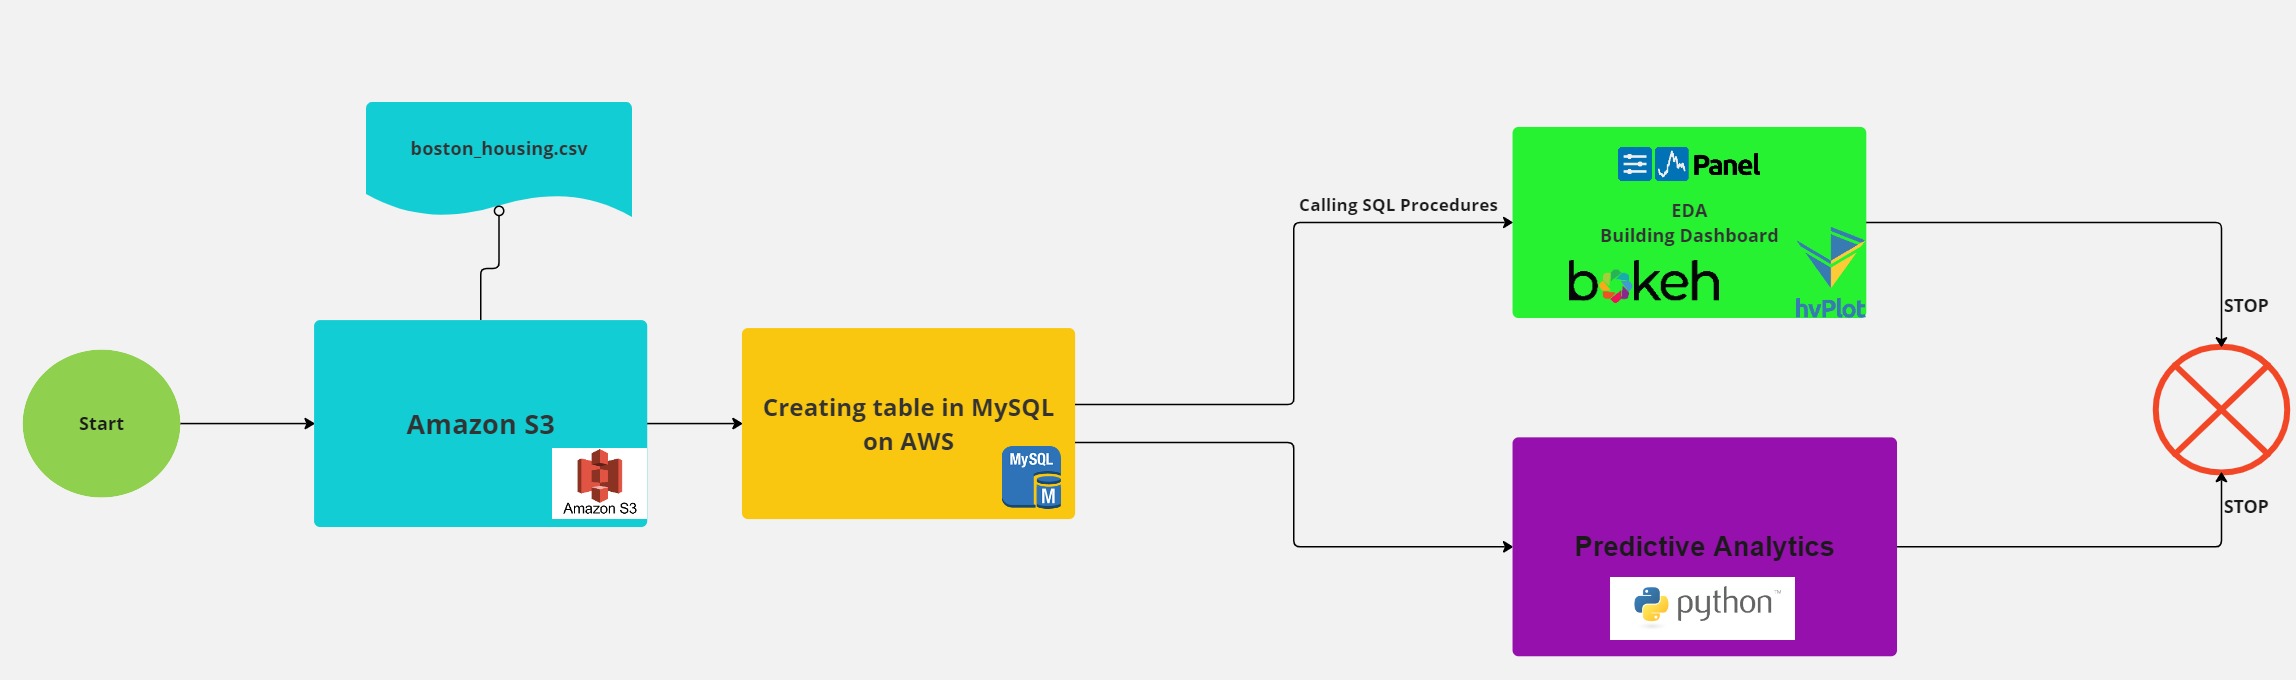 boston_housing.csv
Start
Amazon S3
Amazon S3
Creating table in MySQL
on AWS
MySQL
M
Calling SQL Procedures
Panel
EDA
Building Dashboard
bokeh
hvPlot
Predictive Analytics
python™
STOP
STOP